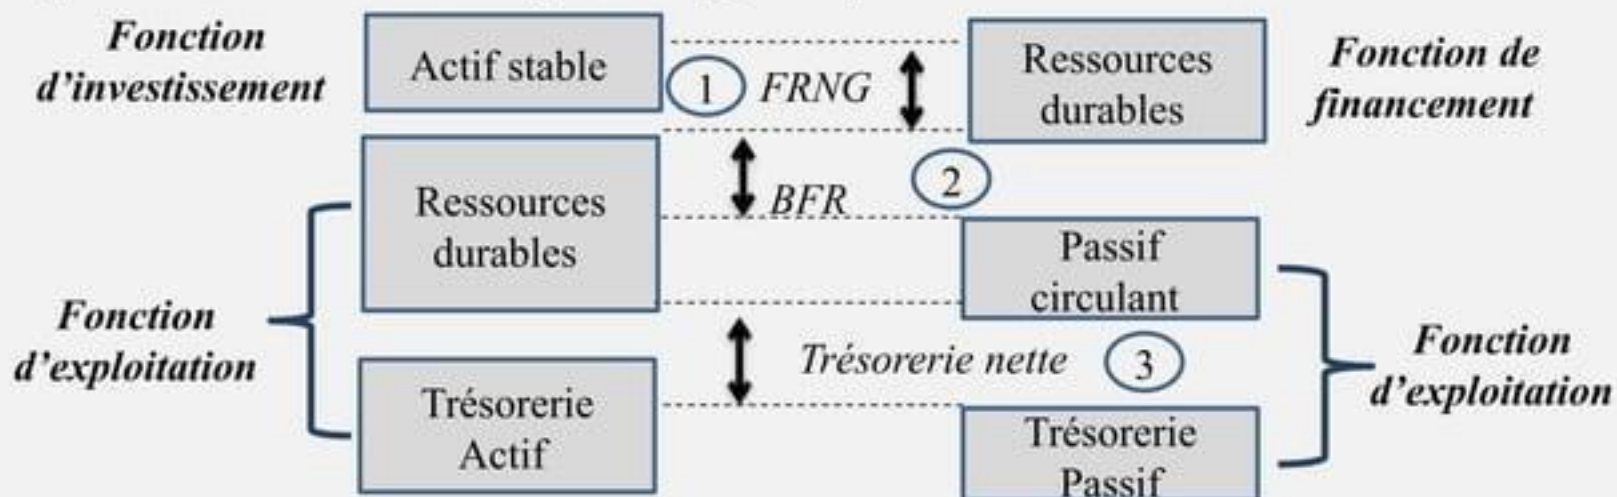 Fonction
d'investissement
Actif stable
1
FRNG
Ressources
durables
Fonction de
financement
Ressources
durables
BFR
2
Passif
circulant
Fonction
d'exploitation
Trésorerie nette
3
Fonction
d'exploitation
Trésorerie
Actif
Trésorerie
Passif